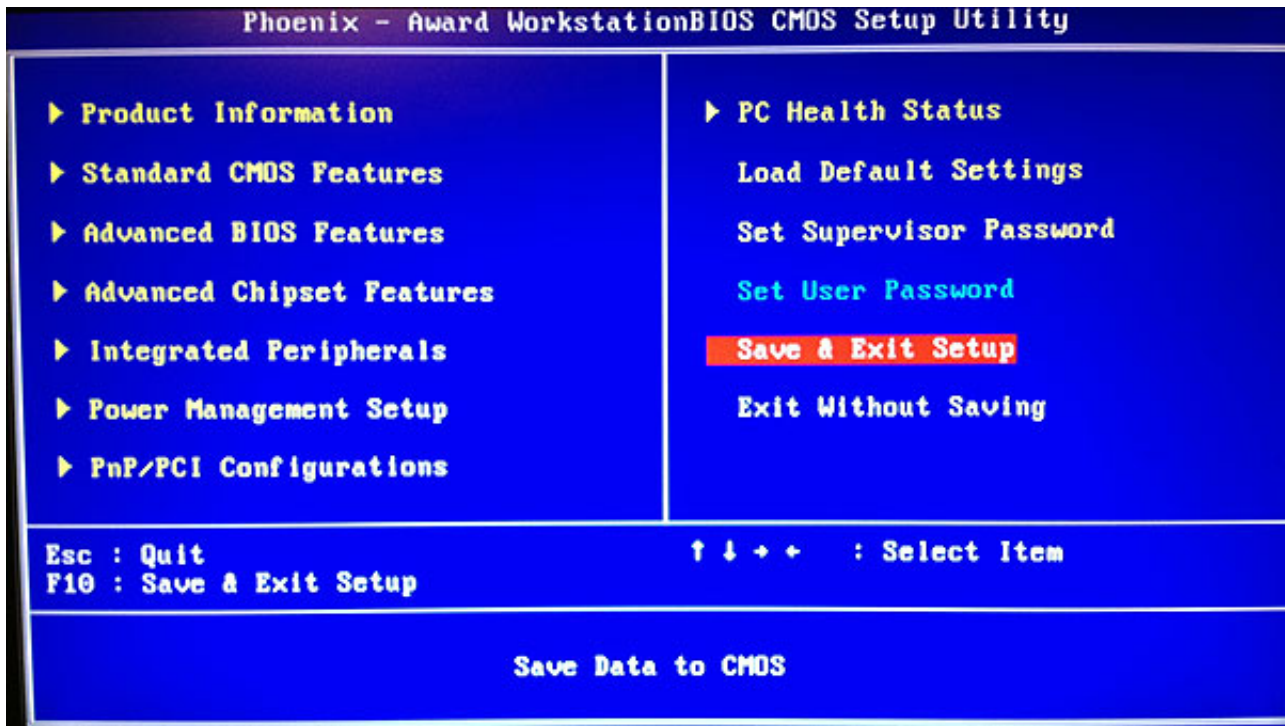 Phoenix - Award WorkstationBIOS CMOS Setup Utility
Product Information
Standard CMOS Features
Advanced BIOS Features
Advanced Chipset Features
Integrated Peripherals
Power Management Setup
PnP/PCI Configurations
PC Health Status
Load Default Settings
Set Supervisor Password
Set User Password
Save & Exit Setup
Exit Without Saving
Esc : Quit
F10 : Save & Exit Setup
↑ ↓ → ← : Select Item
Save Data to CMOS